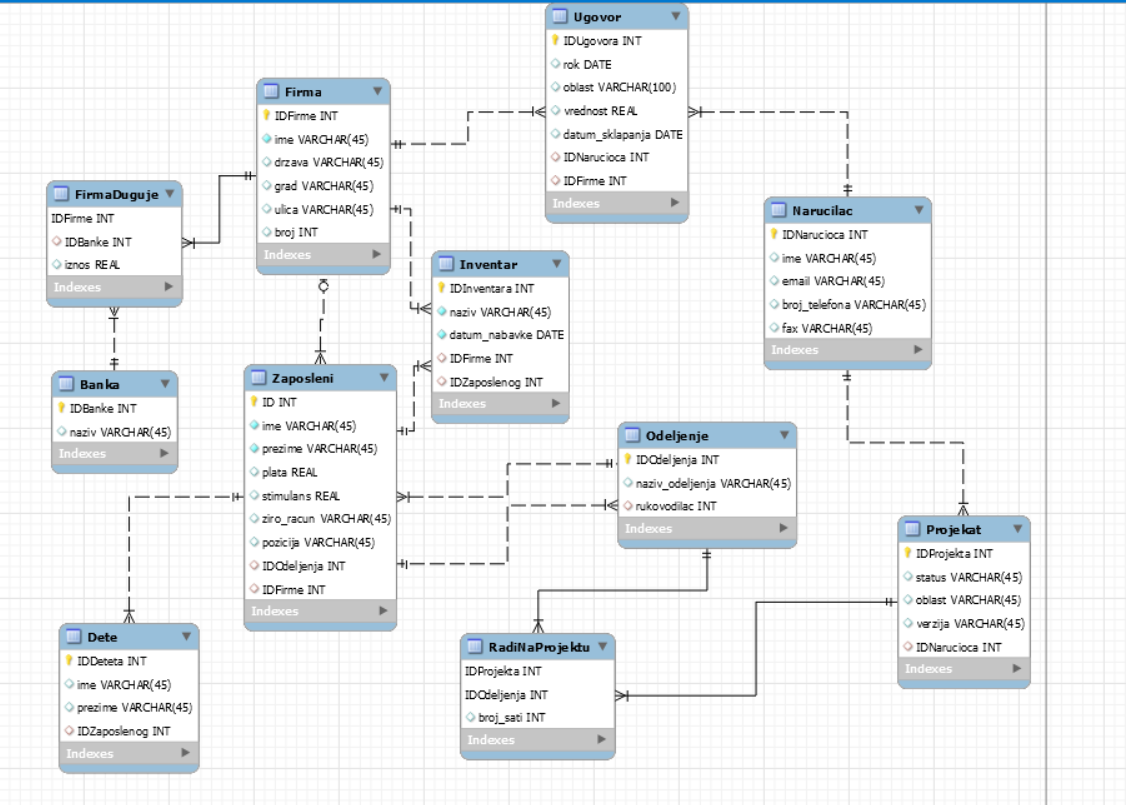 Ugovor
IDUgovora INT
rok DATE
oblast VARCHAR(100)
vrednost REAL
datum_sklapanja DATE
IDNarucioca INT
IDFirme INT
Indexes
Firma
IDFirme INT
ime VARCHAR(45)
drzava VARCHAR(45)
grad VARCHAR(45)
ulica VARCHAR(45)
broj INT
Indexes
FirmaDuguje
IDFirme INT
IDBanke INT
iznos REAL
Indexes
Narucilac
IDNarucioca INT
ime VARCHAR(45)
email VARCHAR(45)
broj_telefona VARCHAR(45)
fax VARCHAR(45)
Indexes
Inventar
IDInventara INT
naziv VARCHAR(45)
datum_nabavke DATE
IDFirme INT
IDZaposlenog INT
Indexes
Banka
IDBanke INT
naziv VARCHAR(45)
Indexes
Zaposleni
ID INT
ime VARCHAR(45)
prezime VARCHAR(45)
plata REAL
stimulans REAL
ziro_racun VARCHAR(45)
pozicija VARCHAR(45)
IDOdeljenja INT
IDFirme INT
Indexes
Odeljenje
IDOdeljenja INT
naziv_odeljenja VARCHAR(45)
rukovodilac INT
Indexes
Projekat
IDProjekta INT
status VARCHAR(45)
oblast VARCHAR(45)
verzija VARCHAR(45)
IDNarucioca INT
Indexes
Dete
IDDeteta INT
ime VARCHAR(45)
prezime VARCHAR(45)
IDZaposlenog INT
Indexes
RadiNaProjektu
IDProjekta INT
IDOdeljenja INT
broj_sati INT
Indexes